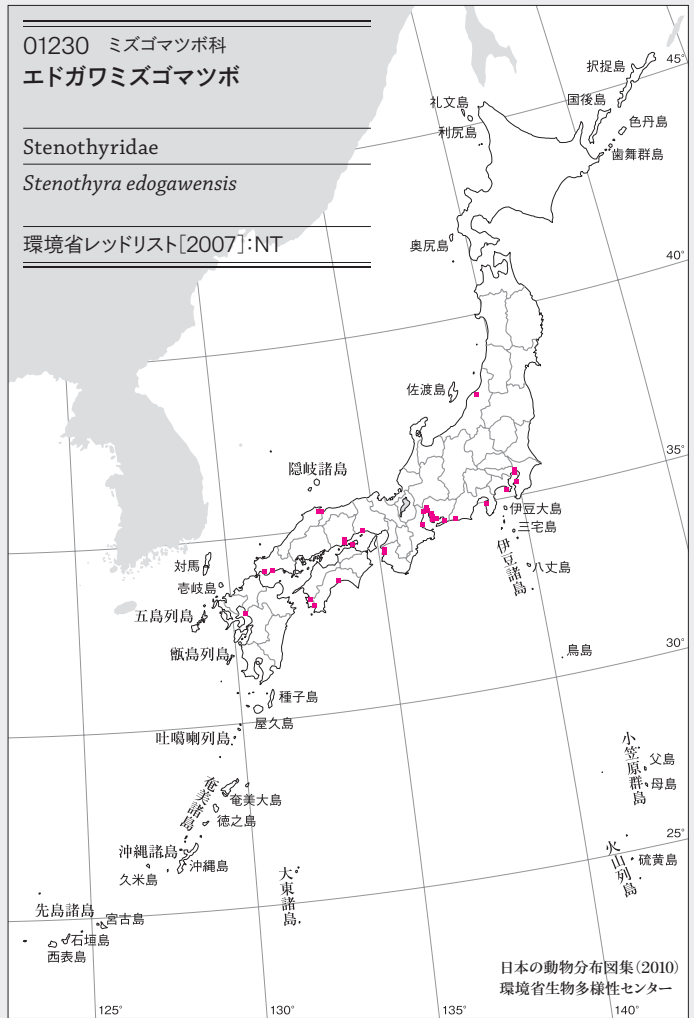 01230 ミズゴマツボ科
エドガワミズゴマツボ
Stenothyridae
Stenothyra edogawensis
環境省レッドリスト[2007]:NT
45°
択捉島
国後島
礼文島
色丹島
利尻島
歯舞群島
奥尻島
40°
佐渡島
35°
隠岐諸島
伊豆大島
三宅島
伊豆諸島
八丈島
対馬
壱岐島
五島列島
甑島列島
鳥島
30°
種子島
屋久島
吐噶喇列島
小笠原群島
父島
母島
奄美諸島
奄美大島
徳之島
25°
沖縄諸島
沖縄島
久米島
火山列島
硫黄島
大東諸島
先島諸島
宮古島
石垣島
西表島
日本の動物分布図集(2010)
環境省生物多様性センター
125°
130°
135°
140°